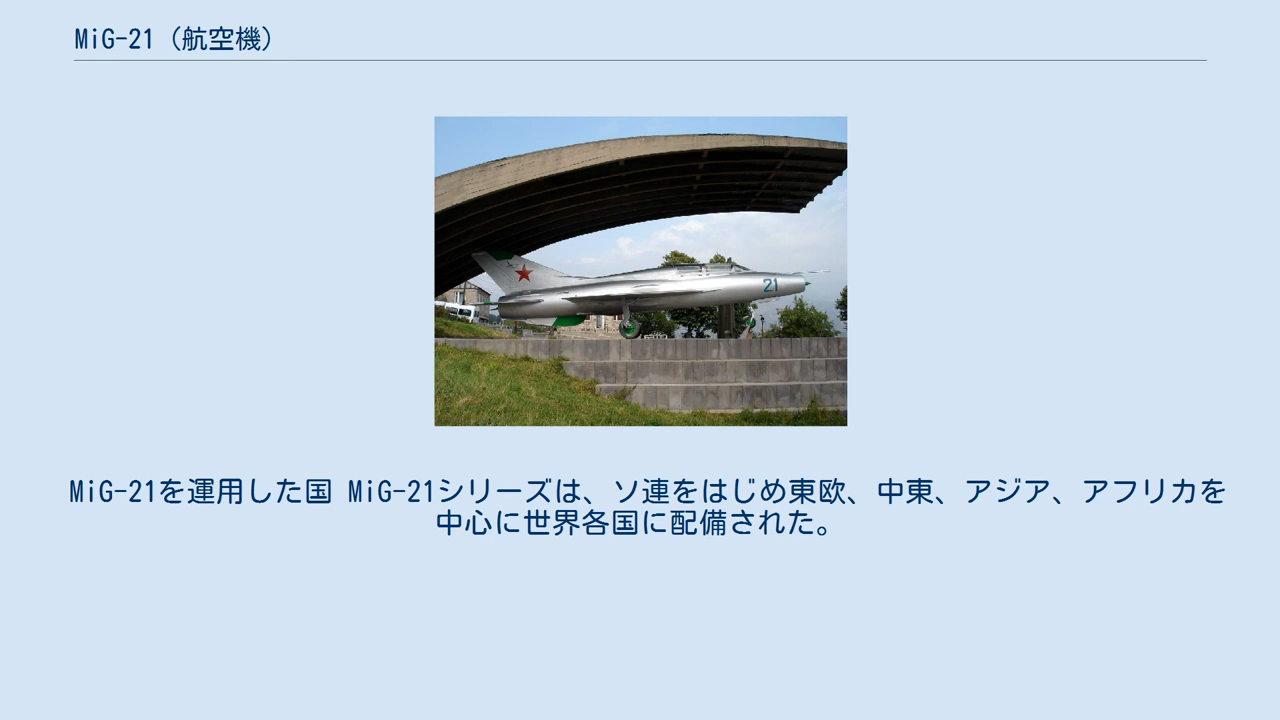 MiG-21（航空機）
21
MiG-21を運用した国 MiG-21シリーズは、ソ連をはじめ東欧、中東、アジア、アフリカを
中心に世界各国に配備された。